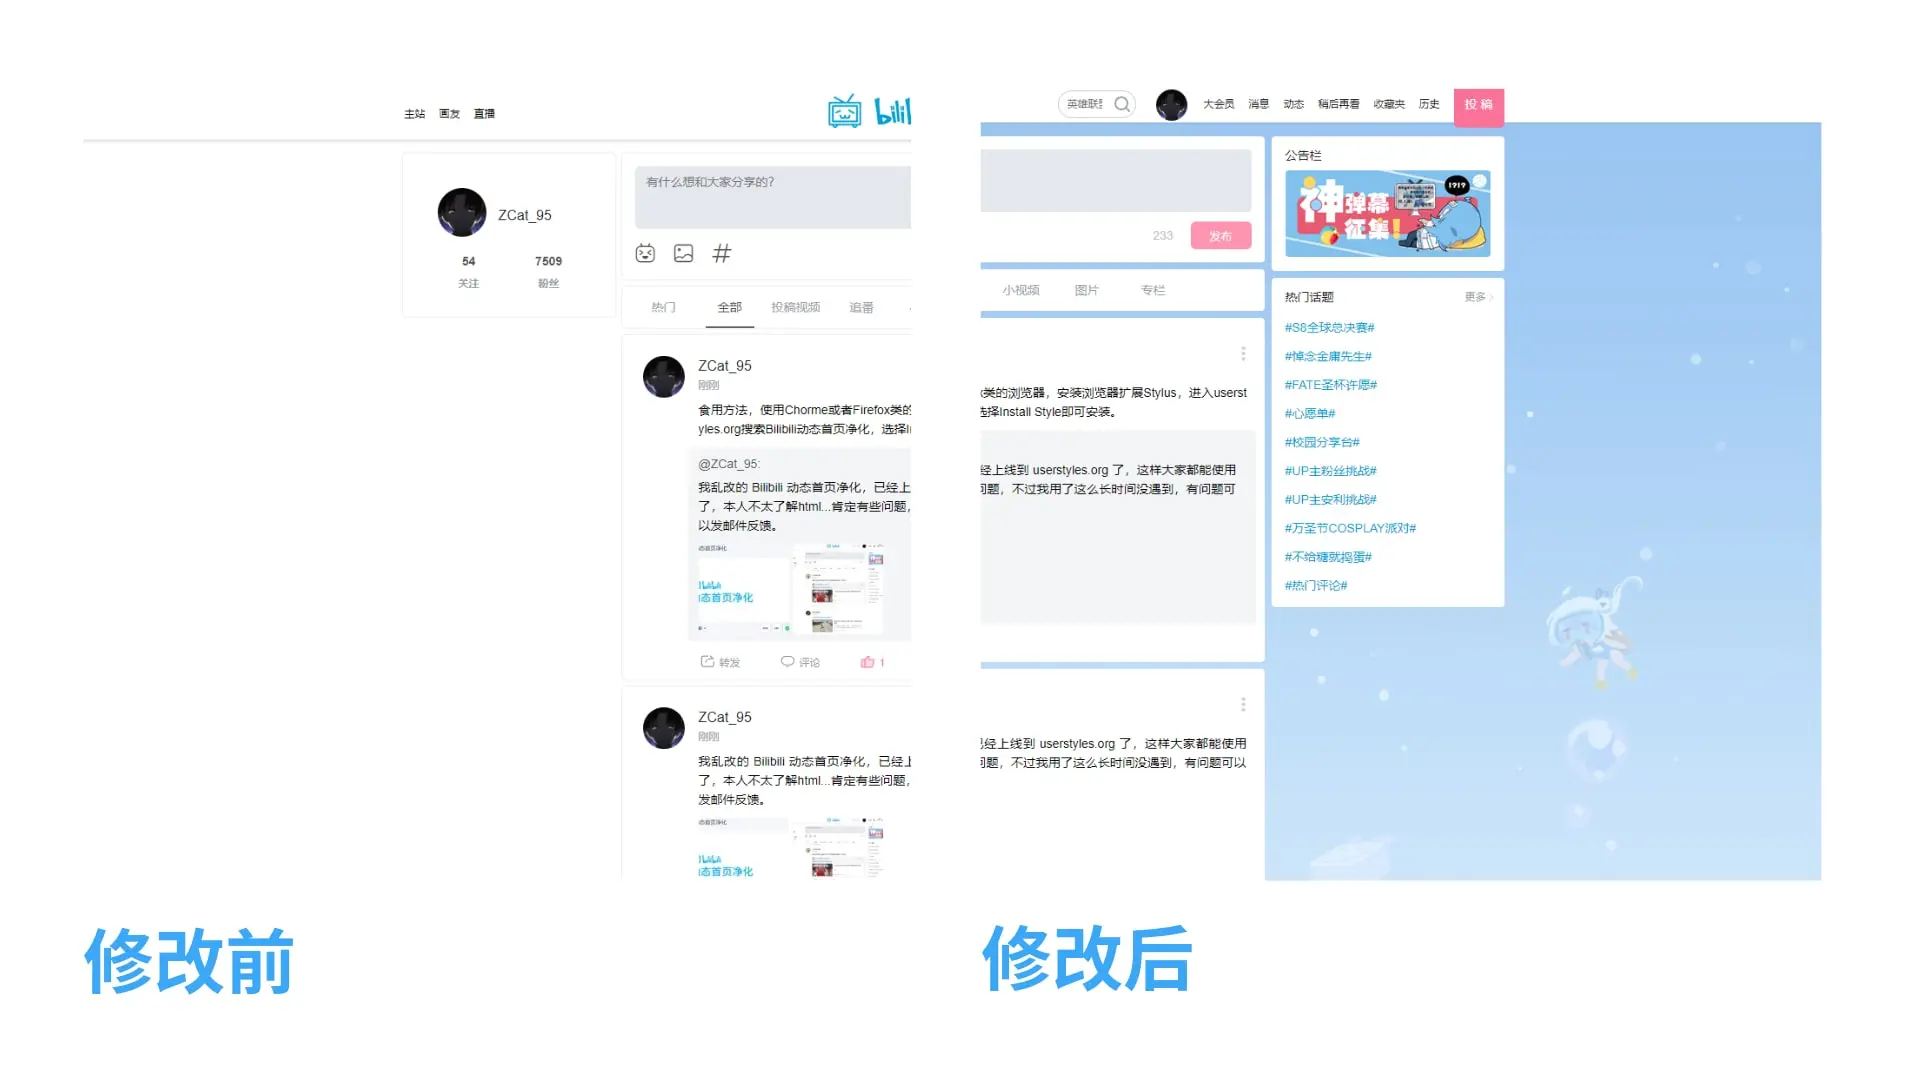 主站 画友 直播
bilil
ZCat_95
54 7509
关注 粉丝
有什么想和大家分享的?
热门 全部 投稿视频 追番
ZCat_95
刚刚
食用方法，使用Chorme或者Firefox类的
yles.org搜索Bilibili动态首页净化，选择I
@ZCat_95:
我乱改的 Bilibili 动态首页净化，已经上
了，本人不太了解html...肯定有些问题，
以发邮件反馈。
态首页净化
动态首页净化
转发 评论 1
ZCat_95
刚刚
我乱改的 Bilibili 动态首页净化，已经上
了，本人不太了解html...肯定有些问题，
发邮件反馈。
态首页净化
动态首页净化
修改前
英雄联盟 大会员 消息 动态 稍后再看 收藏夹 历史 投 稿
233 发布
小视频 图片 专栏
类的浏览器，安装浏览器扩展Stylus，进入userst
选择Install Style即可安装。
经上线到 userstyles.org 了，这样大家都能使用
问题，不过我用了这么长时间没遇到，有问题可
已经上线到 userstyles.org 了，这样大家都能使用
问题，不过我用了这么长时间没遇到，有问题可以
公告栏
神弹幕
征集!
1919
热门话题 更多
#S8全球总决赛#
#悼念金庸先生#
#FATE圣杯许愿#
#心愿单#
#校园分享台#
#UP主粉丝挑战#
#UP主安利挑战#
#万圣节COSPLAY派对#
#不给糖就捣蛋#
#热门评论#
修改后